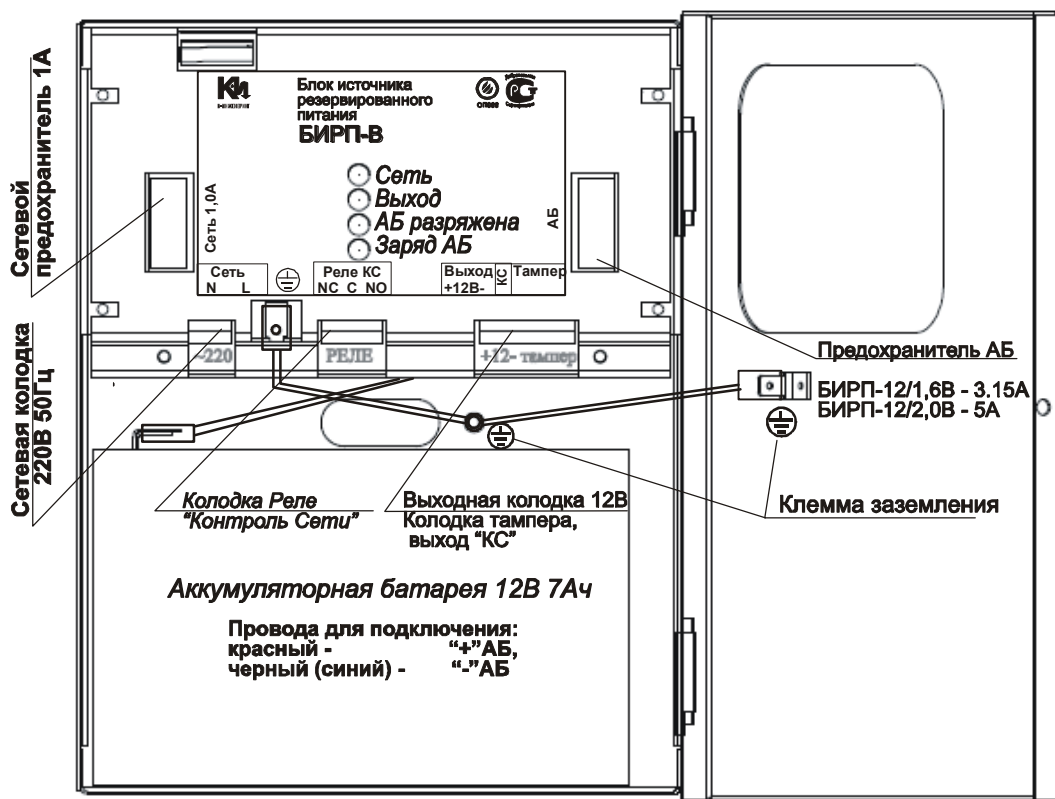 Сетевой
предохранитель 1А
Сетевая колодка
220В 50Гц
КИ
Блок источника
резервированного
питания
БИРП-В
Сеть
Выход
АБ разряжена
Заряд АБ
Сеть 1,0А
АБ
Сеть
N L
Реле КС
NC C NO
Выход
+12В-
КС
Тампер
~220
РЕЛЕ
+12- тампер
Предохранитель АБ
БИРП-12/1,6В - 3.15А
БИРП-12/2,0В - 5А
Клемма заземления
Колодка Реле
“Контроль Сети”
Выходная колодка 12В
Колодка тампера,
выход “КС”
Аккумуляторная батарея 12В 7Ач
Провода для подключения:
красный - “+”АБ,
черный (синий) - “-”АБ